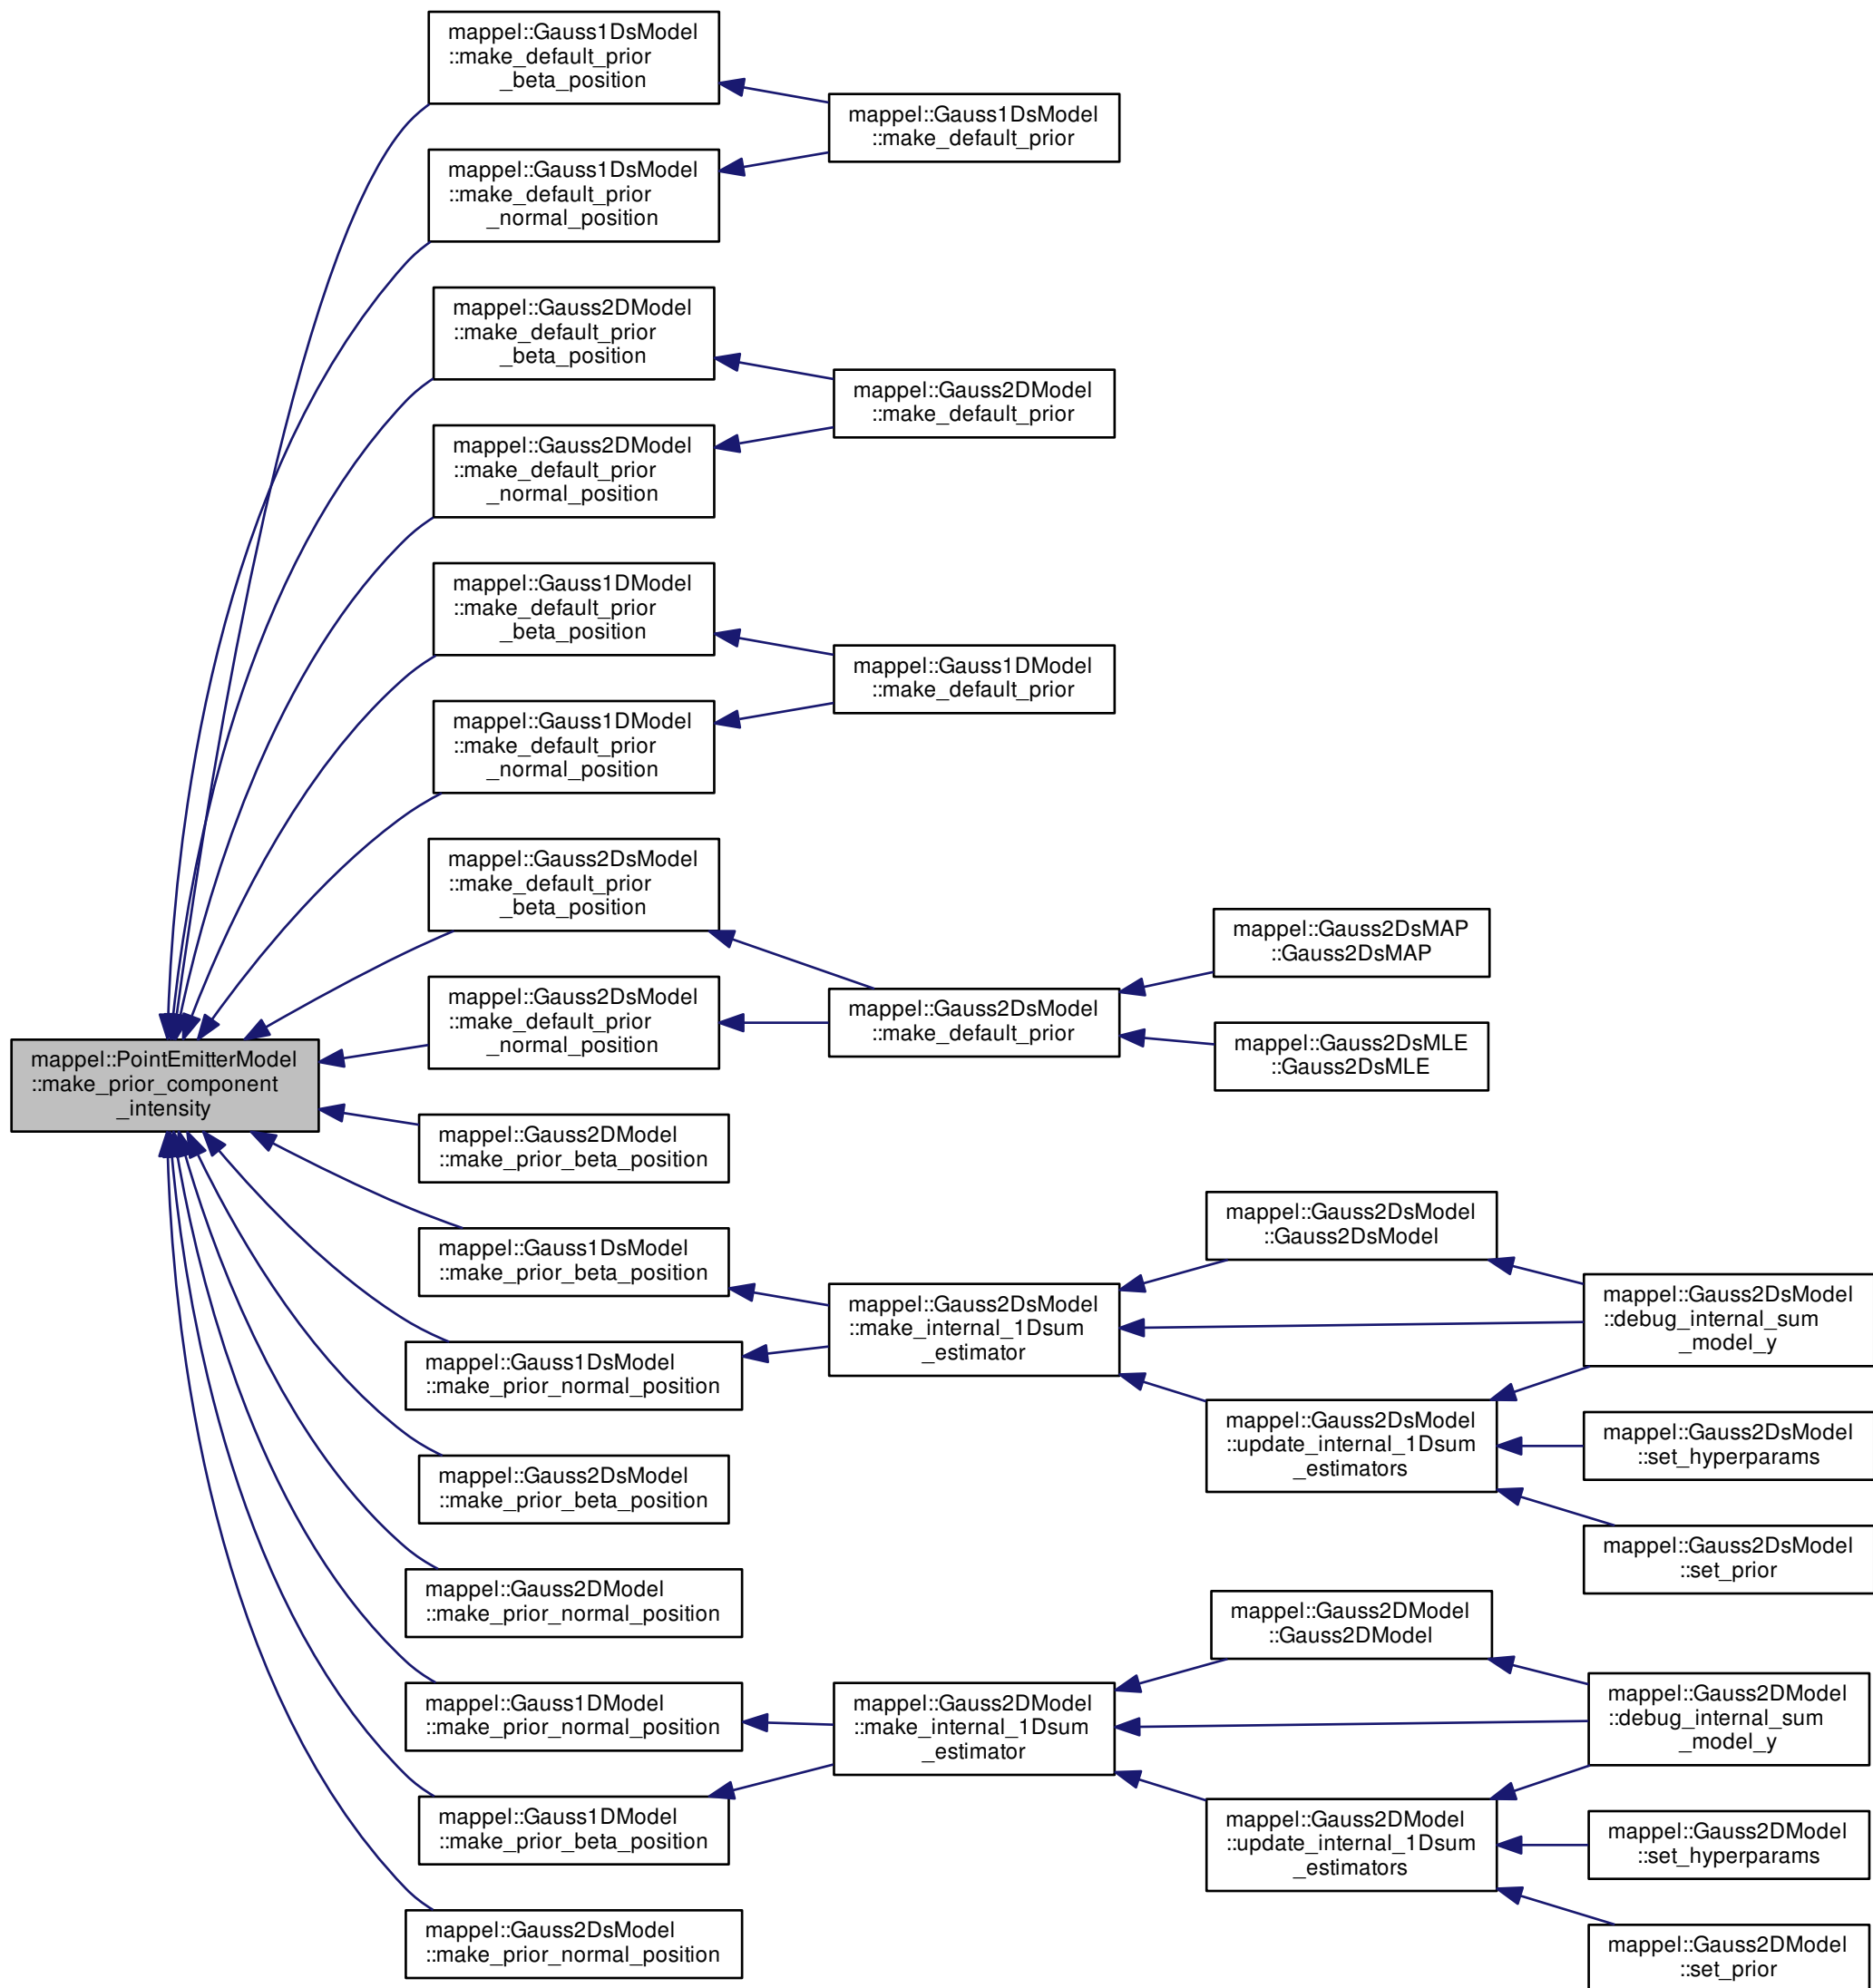 mappel::PointEmitterModel
::make_prior_component
_intensity
mappel::Gauss1DsModel
::make_default_prior
_beta_position
mappel::Gauss1DsModel
::make_default_prior
mappel::Gauss1DsModel
::make_default_prior
_normal_position
mappel::Gauss2DModel
::make_default_prior
_beta_position
mappel::Gauss2DModel
::make_default_prior
mappel::Gauss2DModel
::make_default_prior
_normal_position
mappel::Gauss1DModel
::make_default_prior
_beta_position
mappel::Gauss1DModel
::make_default_prior
mappel::Gauss1DModel
::make_default_prior
_normal_position
mappel::Gauss2DsModel
::make_default_prior
_beta_position
mappel::Gauss2DsModel
::make_default_prior
mappel::Gauss2DsMAP
::Gauss2DsMAP
mappel::Gauss2DsMLE
::Gauss2DsMLE
mappel::Gauss2DsModel
::make_default_prior
_normal_position
mappel::Gauss2DModel
::make_prior_beta_position
mappel::Gauss1DsModel
::make_prior_beta_position
mappel::Gauss2DsModel
::make_internal_1Dsum
_estimator
mappel::Gauss2DsModel
::Gauss2DsModel
mappel::Gauss2DsModel
::debug_internal_sum
_model_y
mappel::Gauss2DsModel
::update_internal_1Dsum
_estimators
mappel::Gauss2DsModel
::set_hyperparams
mappel::Gauss2DsModel
::set_prior
mappel::Gauss1DsModel
::make_prior_normal_position
mappel::Gauss2DsModel
::make_prior_beta_position
mappel::Gauss2DModel
::make_prior_normal_position
mappel::Gauss1DModel
::make_prior_normal_position
mappel::Gauss2DModel
::make_internal_1Dsum
_estimator
mappel::Gauss2DModel
::Gauss2DModel
mappel::Gauss2DModel
::debug_internal_sum
_model_y
mappel::Gauss2DModel
::update_internal_1Dsum
_estimators
mappel::Gauss2DModel
::set_hyperparams
mappel::Gauss2DModel
::set_prior
mappel::Gauss1DModel
::make_prior_beta_position
mappel::Gauss2DsModel
::make_prior_normal_position